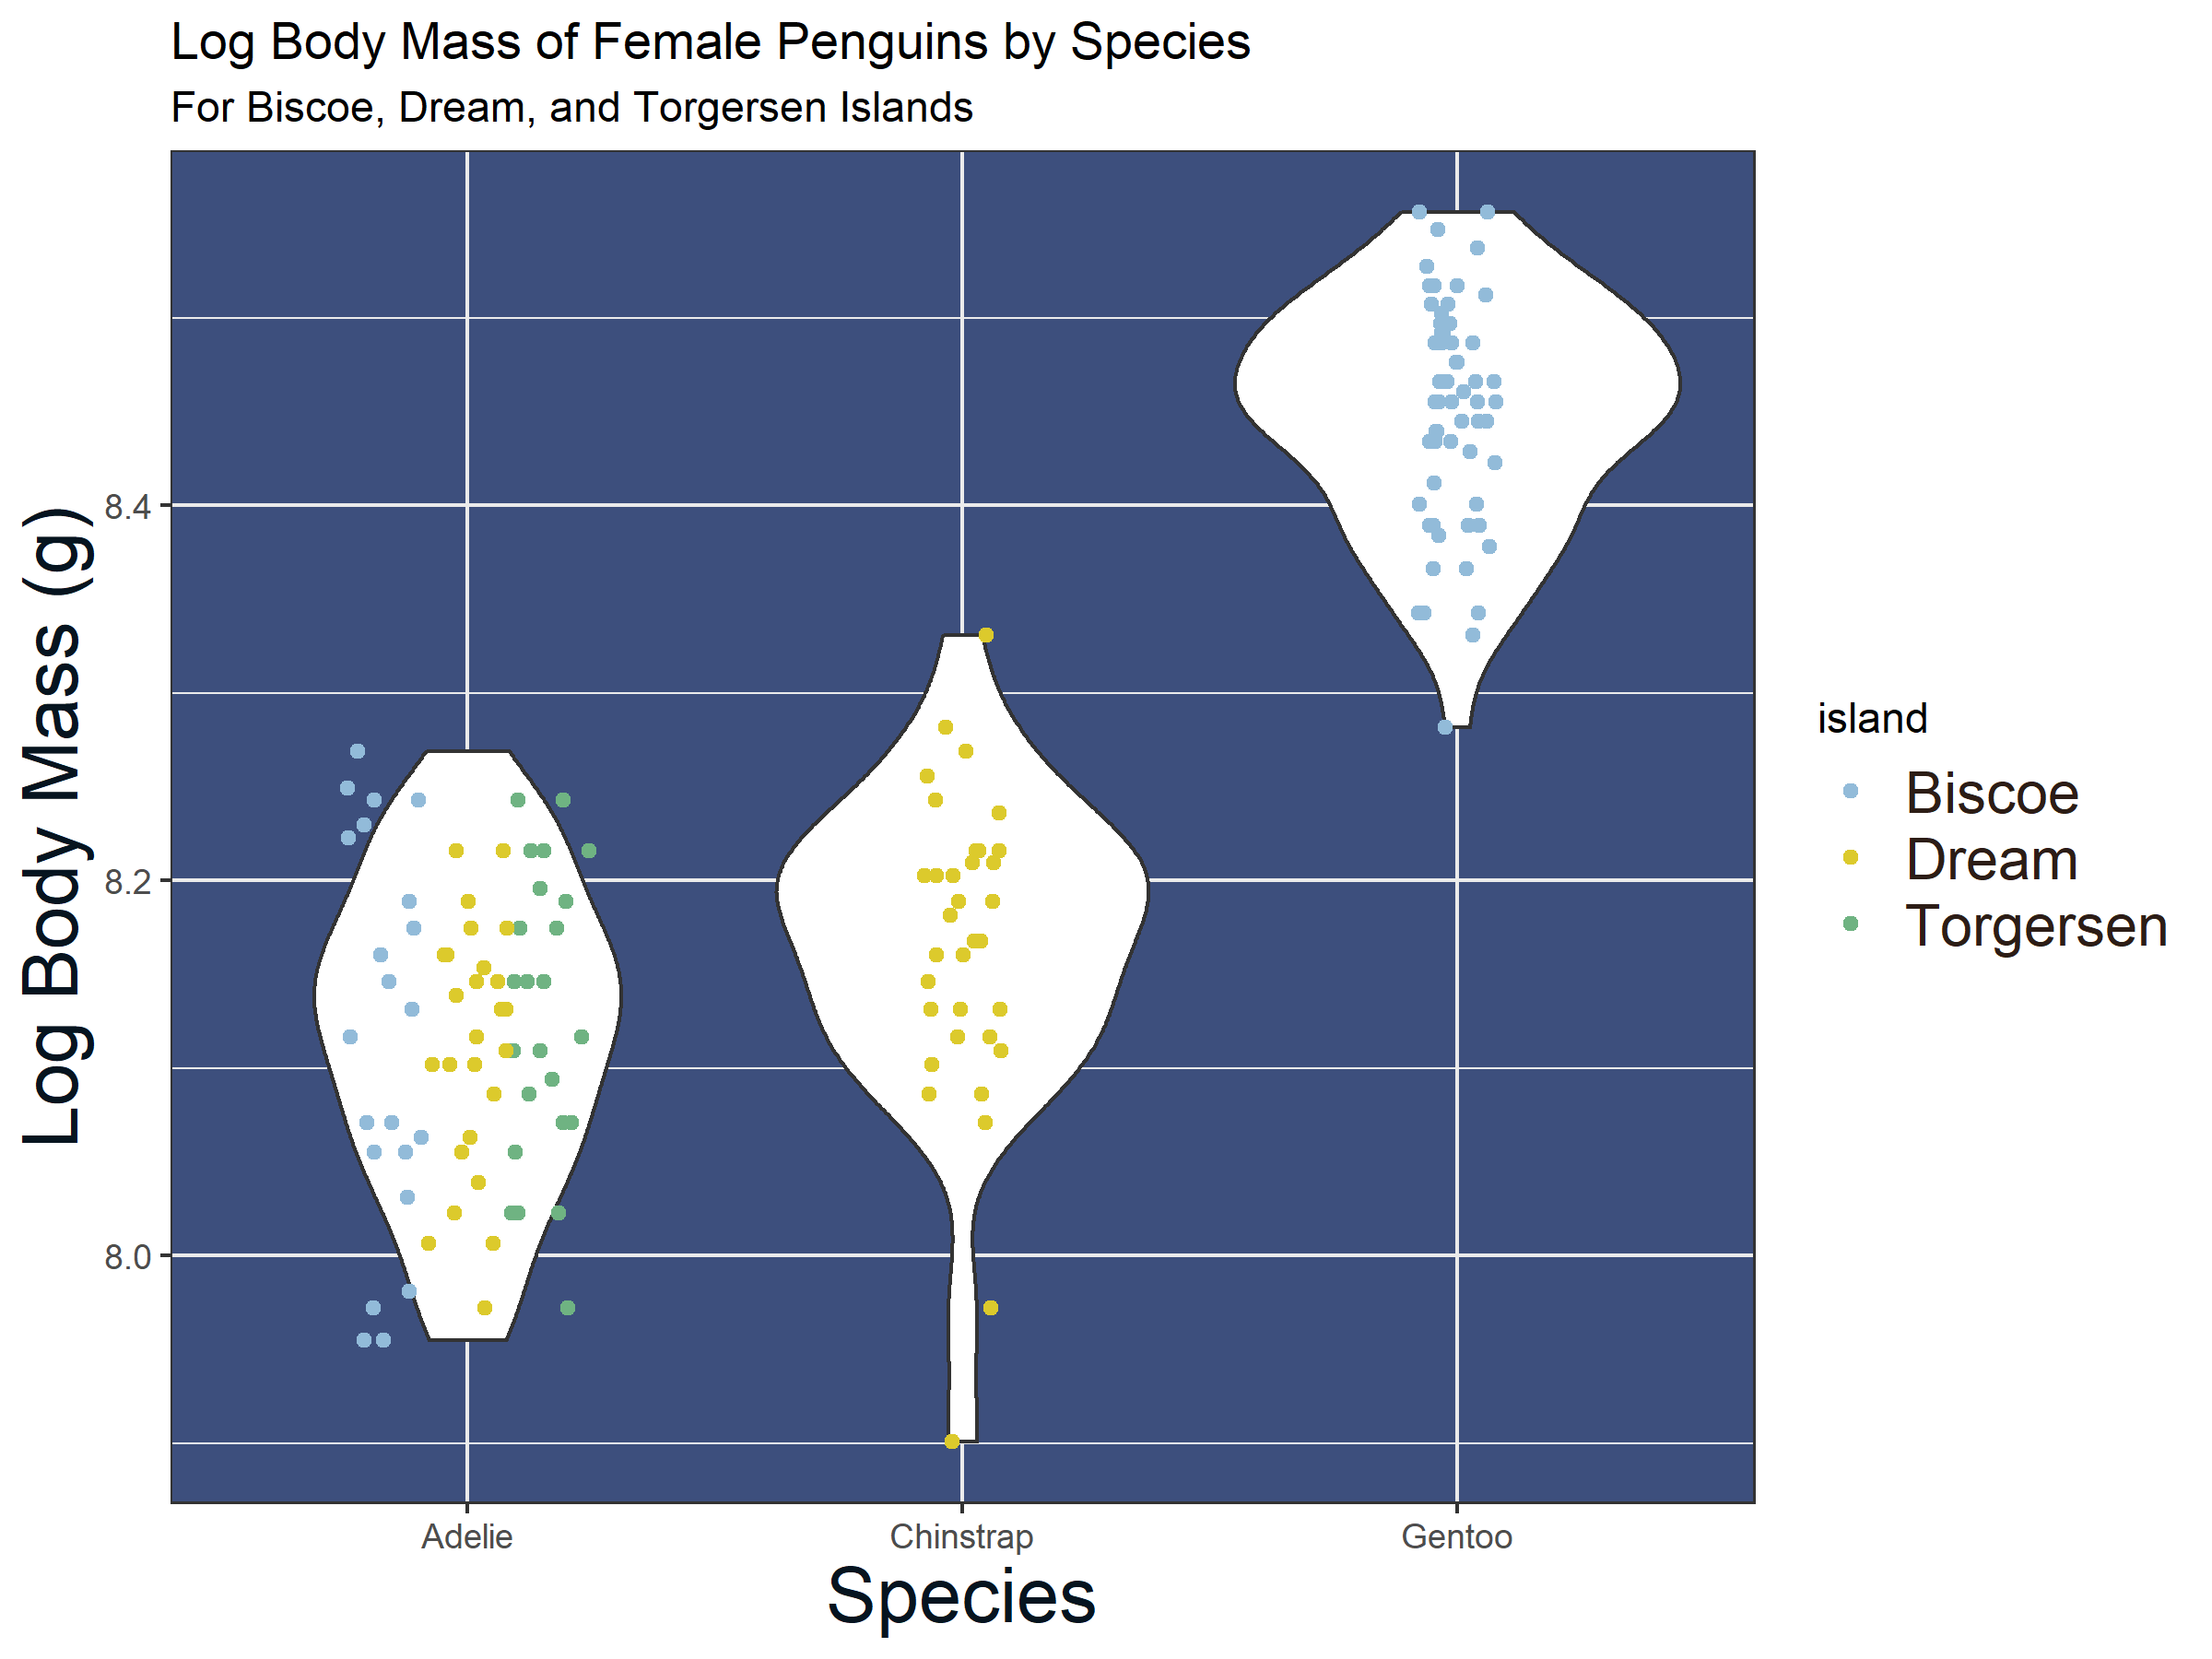 Log Body Mass of Female Penguins by Species
For Biscoe, Dream, and Torgersen Islands
Log Body Mass (g)
8.4
8.2
8.0
Adelie
Chinstrap
Gentoo
Species
island
Biscoe
Dream
Torgersen